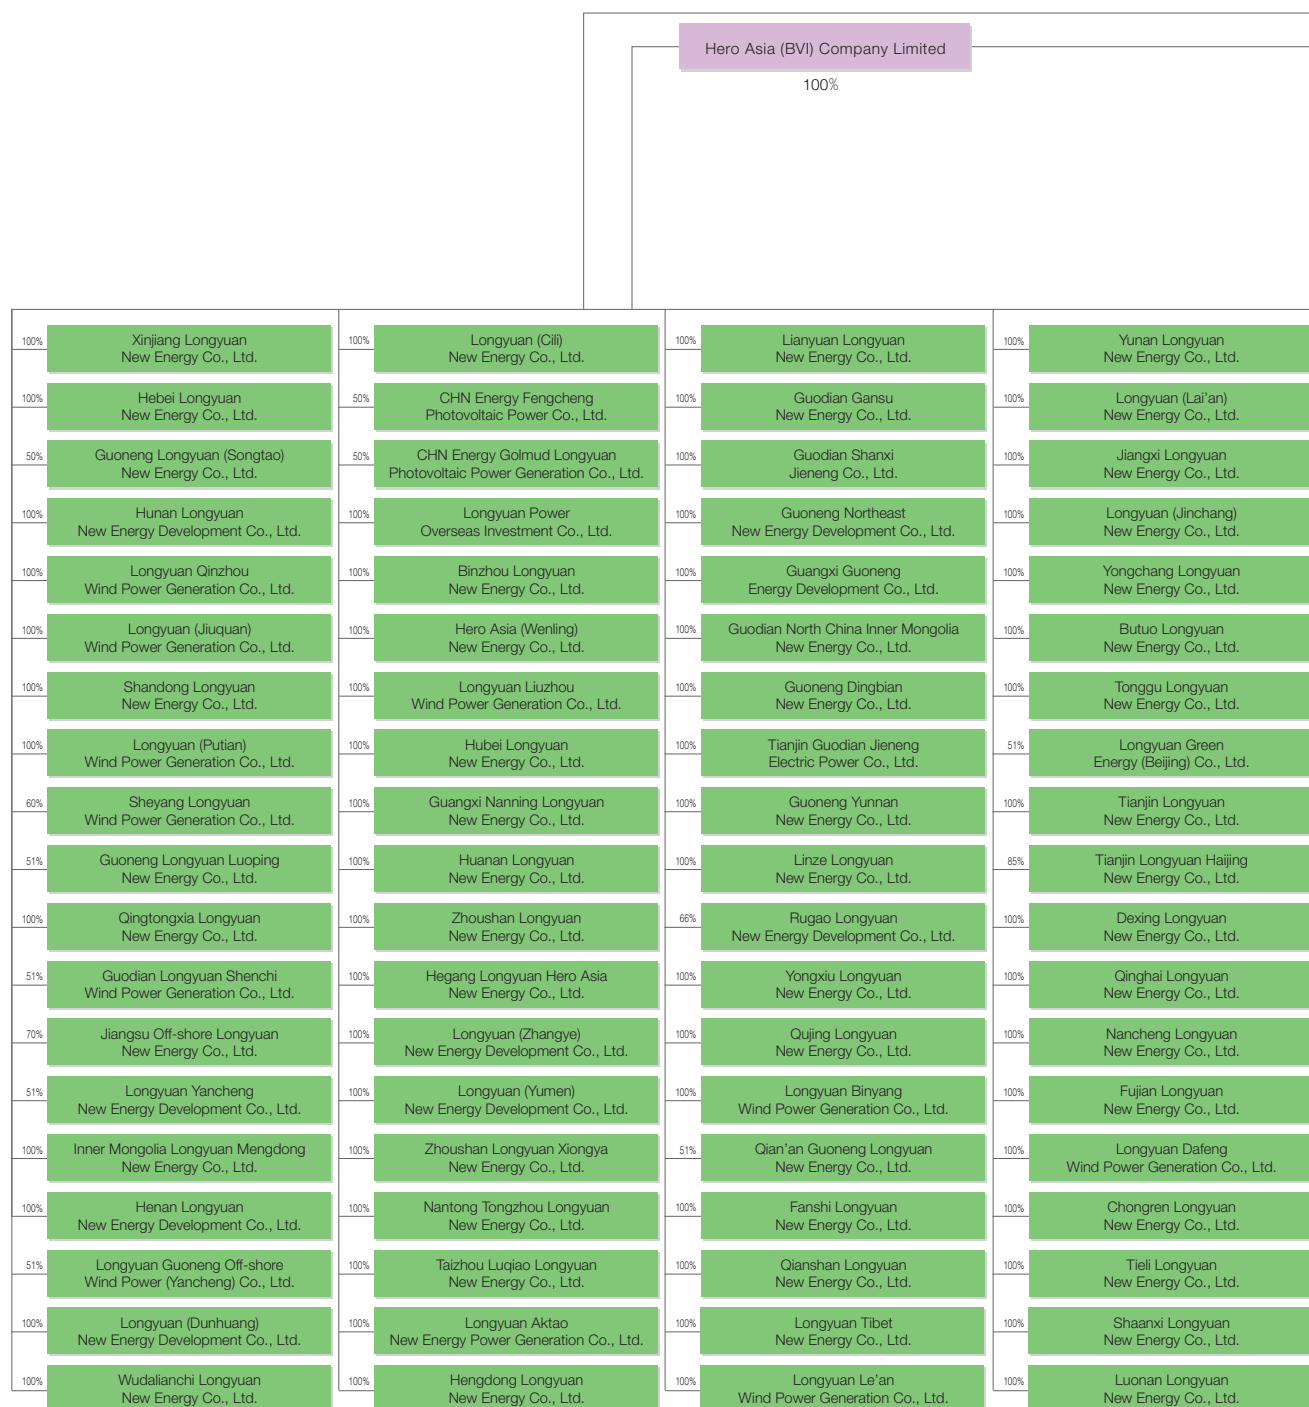 Hero Asia (BVI) Company Limited
100%
100%
Xinjiang Longyuan
New Energy Co., Ltd.
100%
Hebei Longyuan
New Energy Co., Ltd.
50%
Guoneng Longyuan (Songtao)
New Energy Co., Ltd.
100%
Hunan Longyuan
New Energy Development Co., Ltd.
100%
Longyuan Qinzhou
Wind Power Generation Co., Ltd.
100%
Longyuan (Jiuquan)
Wind Power Generation Co., Ltd.
100%
Shandong Longyuan
New Energy Co., Ltd.
100%
Longyuan (Putian)
Wind Power Generation Co., Ltd.
60%
Sheyang Longyuan
Wind Power Generation Co., Ltd.
51%
Guoneng Longyuan Luoping
New Energy Co., Ltd.
100%
Qingtongxia Longyuan
New Energy Co., Ltd.
51%
Guodian Longyuan Shenchi
Wind Power Generation Co., Ltd.
70%
Jiangsu Off-shore Longyuan
New Energy Co., Ltd.
51%
Longyuan Yancheng
New Energy Development Co., Ltd.
100%
Inner Mongolia Longyuan Mengdong
New Energy Co., Ltd.
100%
Henan Longyuan
New Energy Development Co., Ltd.
51%
Longyuan Guoneng Off-shore
Wind Power (Yancheng) Co., Ltd.
100%
Longyuan (Dunhuang)
New Energy Development Co., Ltd.
100%
Wudalianchi Longyuan
New Energy Co., Ltd.
100%
Longyuan (Cili)
New Energy Co., Ltd.
50%
CHN Energy Fengcheng
Photovoltaic Power Co., Ltd.
50%
CHN Energy Golmud Longyuan
Photovoltaic Power Generation Co., Ltd.
100%
Longyuan Power
Overseas Investment Co., Ltd.
100%
Binzhou Longyuan
New Energy Co., Ltd.
100%
Hero Asia (Wenling)
New Energy Co., Ltd.
100%
Longyuan Liuzhou
Wind Power Generation Co., Ltd.
100%
Hubei Longyuan
New Energy Co., Ltd.
100%
Guangxi Nanning Longyuan
New Energy Co., Ltd.
100%
Huanan Longyuan
New Energy Co., Ltd.
100%
Zhoushan Longyuan
New Energy Co., Ltd.
100%
Hegang Longyuan Hero Asia
New Energy Co., Ltd.
100%
Longyuan (Zhangye)
New Energy Development Co., Ltd.
100%
Longyuan (Yumen)
New Energy Development Co., Ltd.
100%
Zhoushan Longyuan Xiongya
New Energy Co., Ltd.
100%
Nantong Tongzhou Longyuan
New Energy Co., Ltd.
100%
Taizhou Luqiao Longyuan
New Energy Co., Ltd.
100%
Longyuan Aktao
New Energy Power Generation Co., Ltd.
100%
Hengdong Longyuan
New Energy Co., Ltd.
100%
Lianyuan Longyuan
New Energy Co., Ltd.
100%
Guodian Gansu
New Energy Co., Ltd.
100%
Guodian Shanxi
Jieneng Co., Ltd.
100%
Guoneng Northeast
New Energy Development Co., Ltd.
100%
Guangxi Guoneng
Energy Development Co., Ltd.
100%
Guodian North China Inner Mongolia
New Energy Co., Ltd.
100%
Guoneng Dingbian
New Energy Co., Ltd.
100%
Tianjin Guodian Jieneng
Electric Power Co., Ltd.
100%
Guoneng Yunnan
New Energy Co., Ltd.
100%
Linze Longyuan
New Energy Co., Ltd.
66%
Rugao Longyuan
New Energy Development Co., Ltd.
100%
Yongxiu Longyuan
New Energy Co., Ltd.
100%
Qujing Longyuan
New Energy Co., Ltd.
100%
Longyuan Binyang
Wind Power Generation Co., Ltd.
51%
Qian'an Guoneng Longyuan
New Energy Co., Ltd.
100%
Fanshi Longyuan
New Energy Co., Ltd.
100%
Qianshan Longyuan
New Energy Co., Ltd.
100%
Longyuan Tibet
New Energy Co., Ltd.
100%
Longyuan Le'an
Wind Power Generation Co., Ltd.
100%
Yunan Longyuan
New Energy Co., Ltd.
100%
Longyuan (Lai'an)
New Energy Co., Ltd.
100%
Jiangxi Longyuan
New Energy Co., Ltd.
100%
Longyuan (Jinchang)
New Energy Co., Ltd.
100%
Yongchang Longyuan
New Energy Co., Ltd.
100%
Butuo Longyuan
New Energy Co., Ltd.
100%
Tonggu Longyuan
New Energy Co., Ltd.
51%
Longyuan Green
Energy (Beijing) Co., Ltd.
100%
Tianjin Longyuan
New Energy Co., Ltd.
85%
Tianjin Longyuan Haijing
New Energy Co., Ltd.
100%
Dexing Longyuan
New Energy Co., Ltd.
100%
Qinghai Longyuan
New Energy Co., Ltd.
100%
Nancheng Longyuan
New Energy Co., Ltd.
100%
Fujian Longyuan
New Energy Co., Ltd.
100%
Longyuan Dafeng
Wind Power Generation Co., Ltd.
100%
Chongren Longyuan
New Energy Co., Ltd.
100%
Tieli Longyuan
New Energy Co., Ltd.
100%
Shaanxi Longyuan
New Energy Co., Ltd.
100%
Luonan Longyuan
New Energy Co., Ltd.